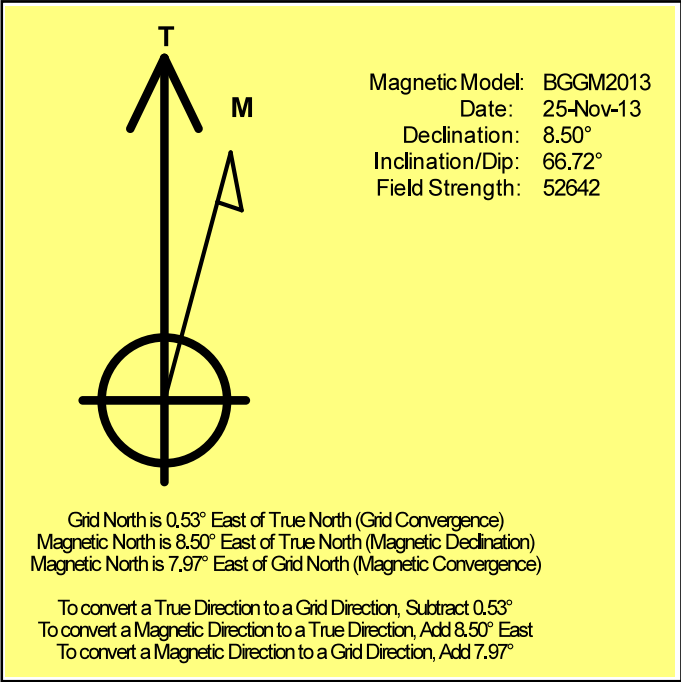 T
M
Magnetic Model: BGGM2013
Date: 25-Nov-13
Declination: 8.50°
Inclination/Dip: 66.72°
Field Strength: 52642
Grid North is 0.53° East of True North (Grid Convergence)
Magnetic North is 8.50° East of True North (Magnetic Declination)
Magnetic North is 7.97° East of Grid North (Magnetic Convergence)
To convert a True Direction to a Grid Direction, Subtract 0.53°
To convert a Magnetic Direction to a True Direction, Add 8.50° East
To convert a Magnetic Direction to a Grid Direction, Add 7.97°